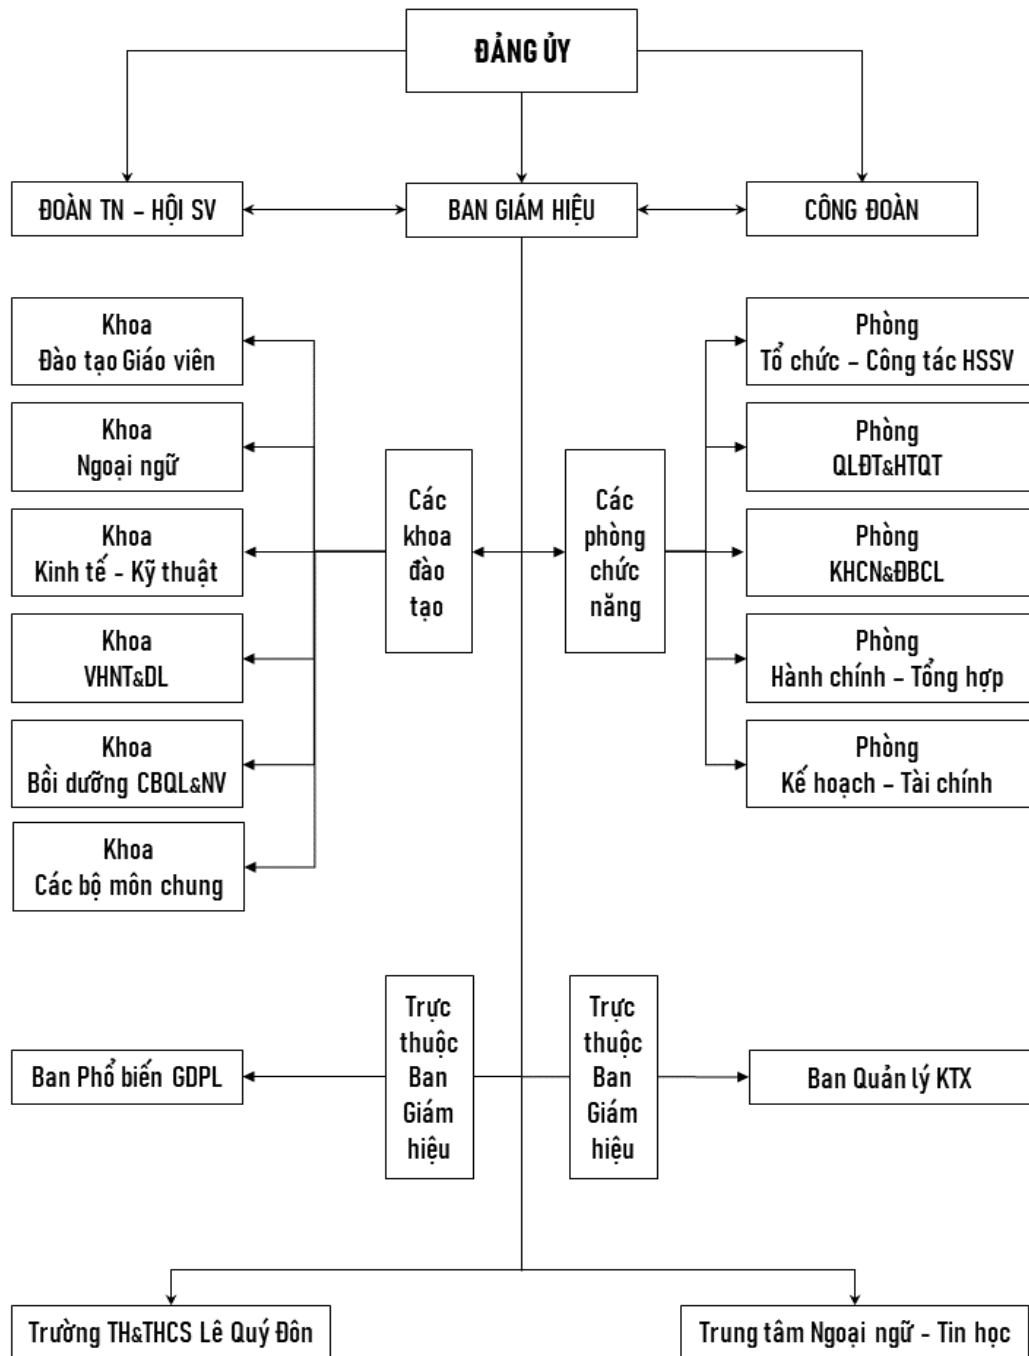 ĐẢNG ỦY
ĐOÀN TN – HỘI SV
BAN GIÁM HIỆU
CÔNG ĐOÀN
Khoa
Đào tạo Giáo viên
Khoa
Ngoại ngữ
Khoa
Kinh tế – Kỹ thuật
Khoa
VHNT&DL
Khoa
Bồi dưỡng CBQL&NV
Khoa
Các bộ môn chung
Các
khoa
đào
tạo
Các
phòng
chức
năng
Phòng
Tổ chức – Công tác HSSV
Phòng
QLĐT&HTQT
Phòng
KHCN&ĐBCL
Phòng
Hành chính – Tổng hợp
Phòng
Kế hoạch – Tài chính
Ban Phổ biến GDPL
Trực
thuộc
Ban
Giám
hiệu
Trực
thuộc
Ban
Giám
hiệu
Ban Quản lý KTX
Trường TH&THCS Lê Quý Đôn
Trung tâm Ngoại ngữ – Tin học